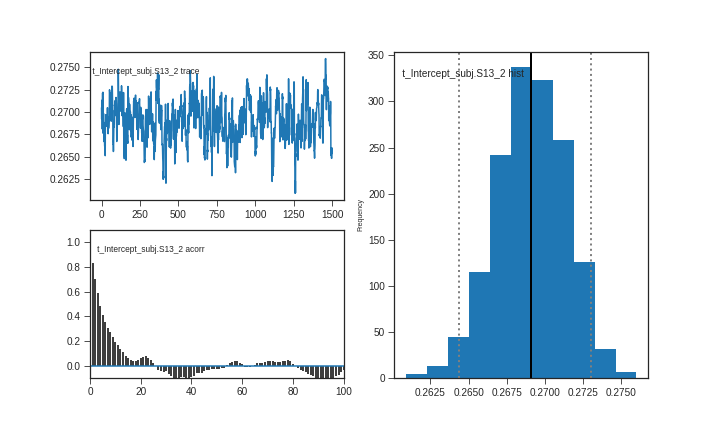 t_Intercept_subj.S13_2 trace
0.2750
0.2725
0.2700
0.2675
0.2650
0.2625
0 250 500 750 1000 1250 1500
t_Intercept_subj.S13_2 acorr
1.0
0.8
0.6
0.4
0.2
0.0
0 20 40 60 80 100
t_Intercept_subj.S13_2 hist
Frequency
350
300
250
200
150
100
50
0
0.2625 0.2650 0.2675 0.2700 0.2725 0.2750